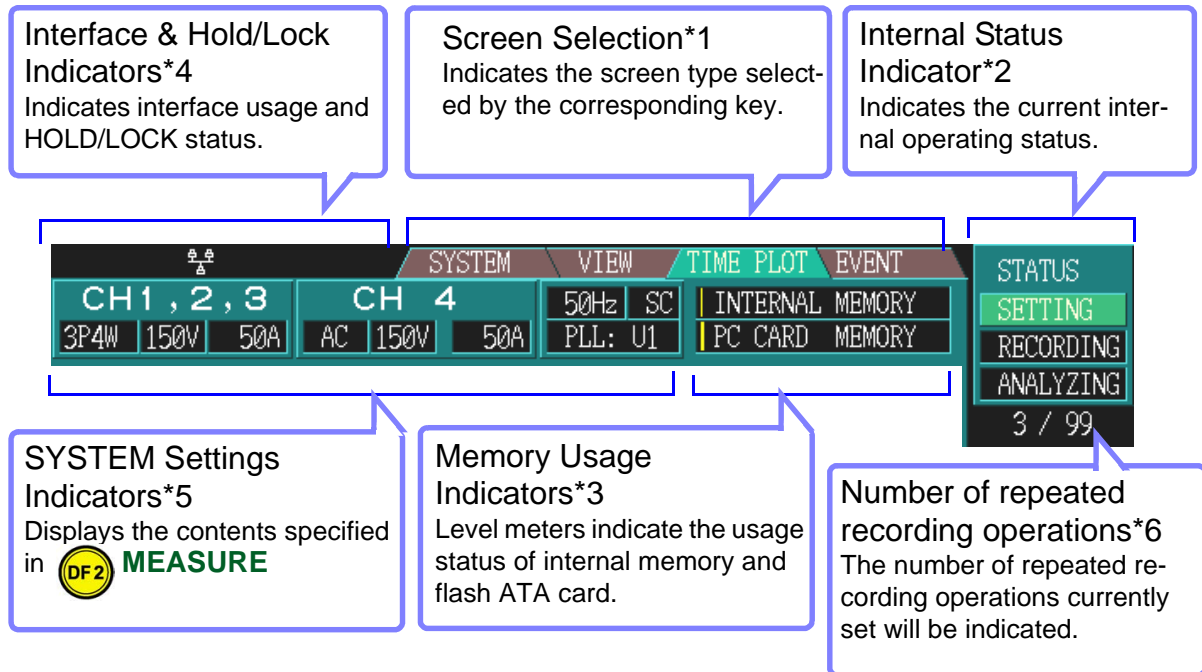 Interface & Hold/Lock
Indicators*4
Indicates interface usage and
HOLD/LOCK status.
Screen Selection*1
Indicates the screen type select-
ed by the corresponding key.
Internal Status
Indicator*2
Indicates the current inter-
nal operating status.
SYSTEM VIEW TIME PLOT EVENT
CH1,2,3 CH 4
3P4W 150V 50A AC 150V 50A
50Hz SC
PLL: U1
INTERNAL MEMORY
PC CARD MEMORY
STATUS
SETTING
RECORDING
ANALYZING
3 / 99
SYSTEM Settings
Indicators*5
Displays the contents specified
in DF2 MEASURE
Memory Usage
Indicators*3
Level meters indicate the usage
status of internal memory and
flash ATA card.
Number of repeated
recording operations*6
The number of repeated re-
cording operations currently
set will be indicated.